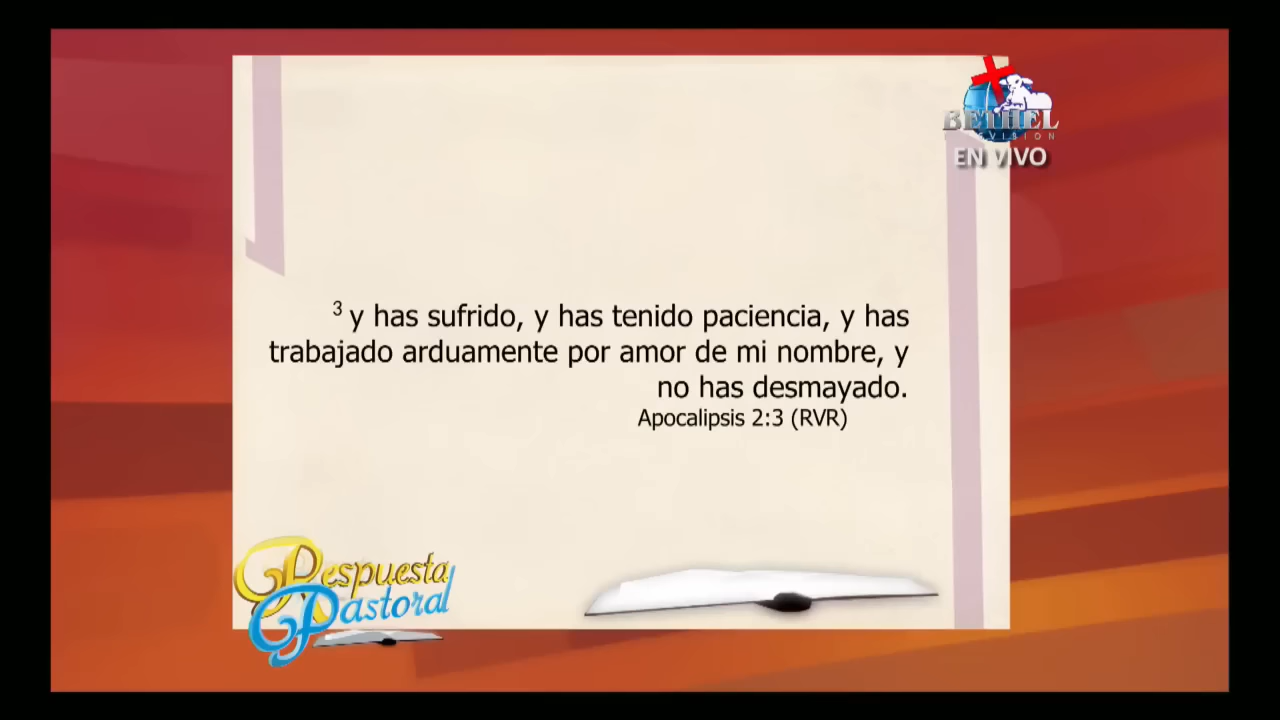 BETHEL
TELEVISION
EN VIVO
3 y has sufrido, y has tenido paciencia, y has
trabajado arduamente por amor de mi nombre, y
no has desmayado.
Apocalipsis 2:3 (RVR)
Respuesta
Pastoral